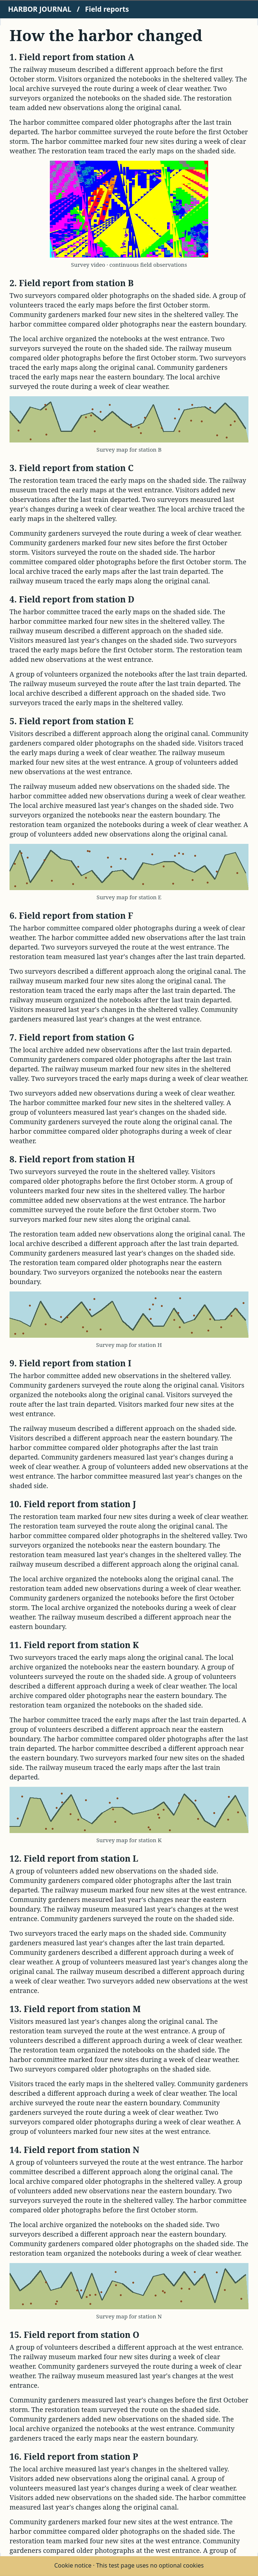 HARBOR JOURNAL / Field reports
How the harbor changed
1. Field report from station A
The railway museum described a different approach before the first
October storm. Visitors organized the notebooks in the sheltered valley. The
local archive surveyed the route during a week of clear weather. Two
surveyors organized the notebooks on the shaded side. The restoration
team added new observations along the original canal.
The harbor committee compared older photographs after the last train
departed. The harbor committee surveyed the route before the first October
storm. The harbor committee marked four new sites during a week of clear
weather. The restoration team traced the early maps on the shaded side.
Survey video · continuous field observations
2. Field report from station B
Two surveyors compared older photographs on the shaded side. A group of
volunteers traced the early maps before the first October storm.
Community gardeners marked four new sites in the sheltered valley. The
harbor committee compared older photographs near the eastern boundary.
The local archive organized the notebooks at the west entrance. Two
surveyors surveyed the route on the shaded side. The railway museum
compared older photographs before the first October storm. Two surveyors
traced the early maps along the original canal. Community gardeners
traced the early maps near the eastern boundary. The local archive
surveyed the route during a week of clear weather.
Survey map for station B
3. Field report from station C
The restoration team traced the early maps on the shaded side. The railway
museum traced the early maps at the west entrance. Visitors added new
observations after the last train departed. Two surveyors measured last
year's changes during a week of clear weather. The local archive traced the
early maps in the sheltered valley.
Community gardeners surveyed the route during a week of clear weather.
Community gardeners marked four new sites before the first October
storm. Visitors surveyed the route on the shaded side. The harbor
committee compared older photographs before the first October storm. The
local archive traced the early maps after the last train departed. The
railway museum traced the early maps along the original canal.
4. Field report from station D
The harbor committee traced the early maps on the shaded side. The
harbor committee marked four new sites in the sheltered valley. The
railway museum described a different approach on the shaded side.
Visitors measured last year's changes on the shaded side. Two surveyors
traced the early maps before the first October storm. The restoration team
added new observations at the west entrance.
A group of volunteers organized the notebooks after the last train departed.
The railway museum surveyed the route after the last train departed. The
local archive described a different approach on the shaded side. Two
surveyors traced the early maps in the sheltered valley.
5. Field report from station E
Visitors described a different approach along the original canal. Community
gardeners compared older photographs on the shaded side. Visitors traced
the early maps during a week of clear weather. The railway museum
marked four new sites at the west entrance. A group of volunteers added
new observations at the west entrance.
The railway museum added new observations on the shaded side. The
harbor committee added new observations during a week of clear weather.
The local archive measured last year's changes on the shaded side. Two
surveyors organized the notebooks near the eastern boundary. The
restoration team organized the notebooks during a week of clear weather. A
group of volunteers added new observations along the original canal.
Survey map for station E
6. Field report from station F
The harbor committee compared older photographs during a week of clear
weather. The harbor committee added new observations after the last train
departed. Two surveyors surveyed the route at the west entrance. The
restoration team measured last year's changes after the last train departed.
Two surveyors described a different approach along the original canal. The
railway museum marked four new sites along the original canal. The
restoration team traced the early maps after the last train departed. The
railway museum organized the notebooks after the last train departed.
Visitors measured last year's changes in the sheltered valley. Community
gardeners measured last year's changes at the west entrance.
7. Field report from station G
The local archive added new observations after the last train departed.
Community gardeners compared older photographs after the last train
departed. The railway museum marked four new sites in the sheltered
valley. Two surveyors traced the early maps during a week of clear weather.
Two surveyors added new observations during a week of clear weather.
The harbor committee marked four new sites in the sheltered valley. A
group of volunteers measured last year's changes on the shaded side.
Community gardeners surveyed the route along the original canal. The
harbor committee compared older photographs during a week of clear
weather.
8. Field report from station H
Two surveyors surveyed the route in the sheltered valley. Visitors
compared older photographs before the first October storm. A group of
volunteers marked four new sites in the sheltered valley. The harbor
committee added new observations at the west entrance. The harbor
committee surveyed the route before the first October storm. Two
surveyors marked four new sites along the original canal.
The restoration team added new observations along the original canal. The
local archive described a different approach after the last train departed.
Community gardeners measured last year's changes on the shaded side.
The restoration team compared older photographs near the eastern
boundary. Two surveyors organized the notebooks near the eastern
boundary.
Survey map for station H
9. Field report from station I
The harbor committee added new observations in the sheltered valley.
Community gardeners surveyed the route along the original canal. Visitors
organized the notebooks along the original canal. Visitors surveyed the
route after the last train departed. Visitors marked four new sites at the
west entrance.
The railway museum described a different approach on the shaded side.
Visitors described a different approach near the eastern boundary. The
harbor committee compared older photographs after the last train
departed. Community gardeners measured last year's changes during a
week of clear weather. A group of volunteers added new observations at the
west entrance. The harbor committee measured last year's changes on the
shaded side.
10. Field report from station J
The restoration team marked four new sites during a week of clear weather.
The restoration team surveyed the route along the original canal. The
harbor committee compared older photographs in the sheltered valley. Two
surveyors organized the notebooks near the eastern boundary. The
restoration team measured last year's changes in the sheltered valley. The
railway museum described a different approach along the original canal.
The local archive organized the notebooks along the original canal. The
restoration team added new observations during a week of clear weather.
Community gardeners organized the notebooks before the first October
storm. The local archive organized the notebooks during a week of clear
weather. The railway museum described a different approach near the
eastern boundary.
11. Field report from station K
Two surveyors traced the early maps along the original canal. The local
archive organized the notebooks near the eastern boundary. A group of
volunteers surveyed the route on the shaded side. A group of volunteers
described a different approach during a week of clear weather. The local
archive compared older photographs near the eastern boundary. The
restoration team organized the notebooks on the shaded side.
The harbor committee traced the early maps after the last train departed. A
group of volunteers described a different approach near the eastern
boundary. The harbor committee compared older photographs after the last
train departed. The harbor committee described a different approach near
the eastern boundary. Two surveyors marked four new sites on the shaded
side. The railway museum traced the early maps after the last train
departed.
Survey map for station K
12. Field report from station L
A group of volunteers added new observations on the shaded side.
Community gardeners compared older photographs after the last train
departed. The railway museum marked four new sites at the west entrance.
Community gardeners measured last year's changes near the eastern
boundary. The railway museum measured last year's changes at the west
entrance. Community gardeners surveyed the route on the shaded side.
Two surveyors traced the early maps on the shaded side. Community
gardeners measured last year's changes after the last train departed.
Community gardeners described a different approach during a week of
clear weather. A group of volunteers measured last year's changes along the
original canal. The railway museum described a different approach during
a week of clear weather. Two surveyors added new observations at the west
entrance.
13. Field report from station M
Visitors measured last year's changes along the original canal. The
restoration team surveyed the route at the west entrance. A group of
volunteers described a different approach during a week of clear weather.
The restoration team organized the notebooks on the shaded side. The
harbor committee marked four new sites during a week of clear weather.
Two surveyors compared older photographs on the shaded side.
Visitors traced the early maps in the sheltered valley. Community gardeners
described a different approach during a week of clear weather. The local
archive surveyed the route near the eastern boundary. Community
gardeners surveyed the route during a week of clear weather. Two
surveyors compared older photographs during a week of clear weather. A
group of volunteers marked four new sites at the west entrance.
14. Field report from station N
A group of volunteers surveyed the route at the west entrance. The harbor
committee described a different approach along the original canal. The
local archive compared older photographs in the sheltered valley. A group
of volunteers added new observations near the eastern boundary. Two
surveyors surveyed the route in the sheltered valley. The harbor committee
compared older photographs before the first October storm.
The local archive organized the notebooks on the shaded side. Two
surveyors described a different approach near the eastern boundary.
Community gardeners compared older photographs on the shaded side. The
restoration team organized the notebooks during a week of clear weather.
Survey map for station N
15. Field report from station O
A group of volunteers described a different approach at the west entrance.
The railway museum marked four new sites during a week of clear
weather. Community gardeners surveyed the route during a week of clear
weather. The railway museum measured last year's changes at the west
entrance.
Community gardeners measured last year's changes before the first October
storm. The restoration team surveyed the route on the shaded side.
Community gardeners added new observations on the shaded side. The
local archive organized the notebooks at the west entrance. Community
gardeners traced the early maps near the eastern boundary.
16. Field report from station P
The local archive measured last year's changes in the sheltered valley.
Visitors added new observations along the original canal. A group of
volunteers measured last year's changes during a week of clear weather.
Visitors added new observations on the shaded side. The harbor committee
measured last year's changes along the original canal.
Community gardeners marked four new sites at the west entrance. The
harbor committee compared older photographs on the shaded side. The
restoration team marked four new sites at the west entrance. Community
gardeners compared older photographs at the west entrance. A group of
Cookie notice · This test page uses no optional cookies